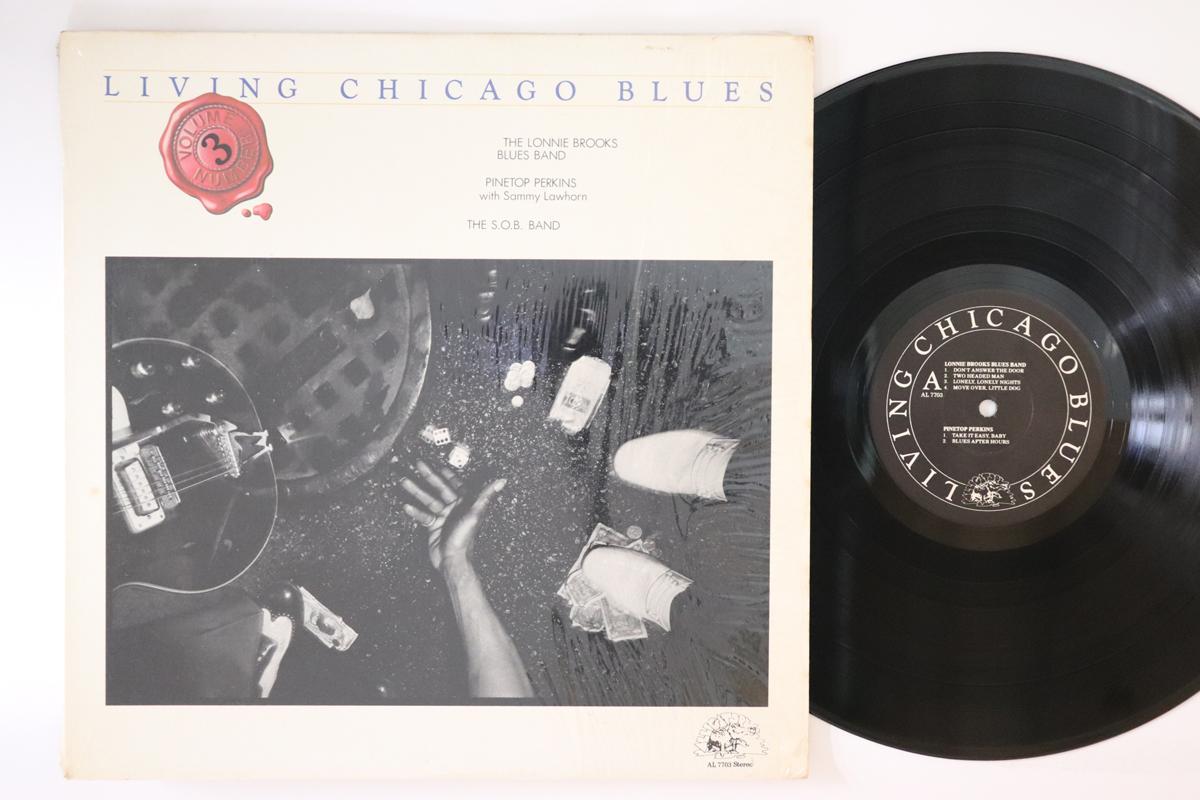 LIVING CHICAGO BLUES
VOLUME
3
NUMBER
THE LONNIE BROOKS
BLUES BAND
PINETOP PERKINS
with Sammy Lawhorn
THE S.O.B. BAND
AL 7703 Stereo
LIVING CHICAGO BLUES
A
AL 7703
LONNIE BROOKS BLUES BAND
1. DON'T ANSWER THE DOOR
2. TWO HEADED MAN
3. LONELY, LONELY NIGHTS
4. MOVE OVER, LITTLE DOG
PINETOP PERKINS
1. TAKE IT EASY, BABY
2. BLUES AFTER HOURS